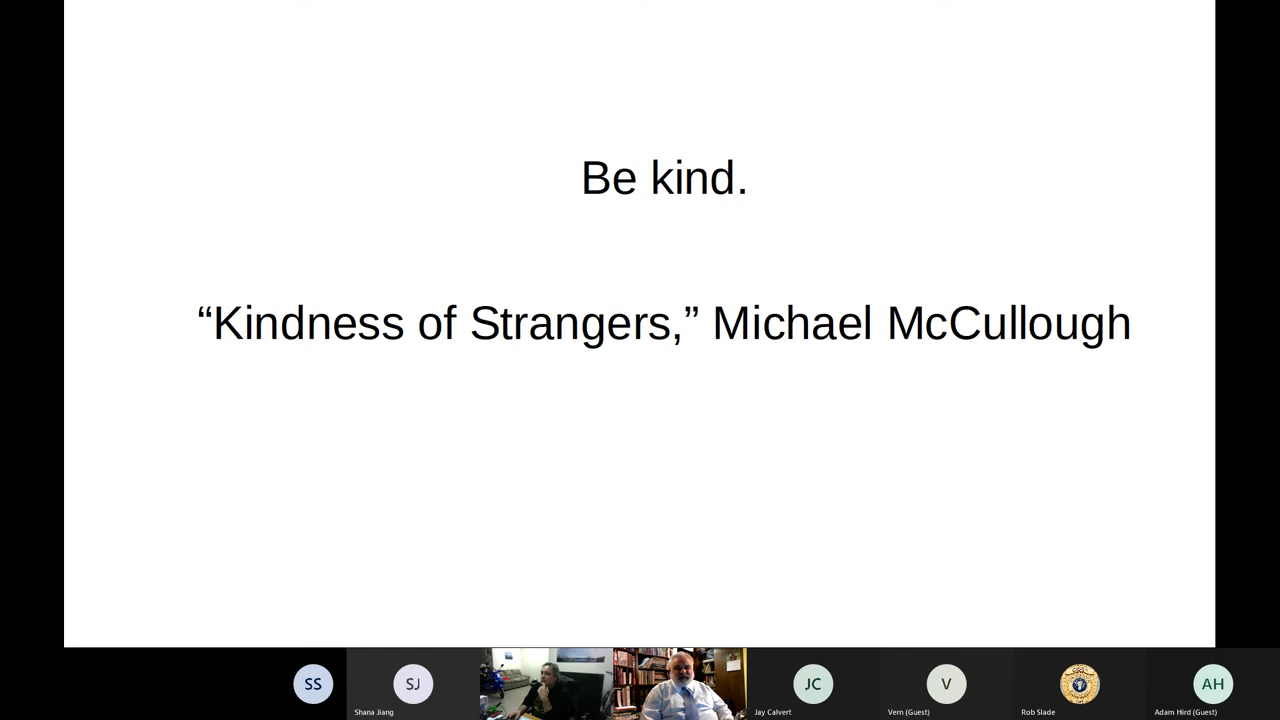 Be kind.
“Kindness of Strangers,” Michael McCullough
SS
SJ
JC
V
AH
Shana Jiang
Jay Calvert
Vern (Guest)
Rob Slade
Adam Hird (Guest)